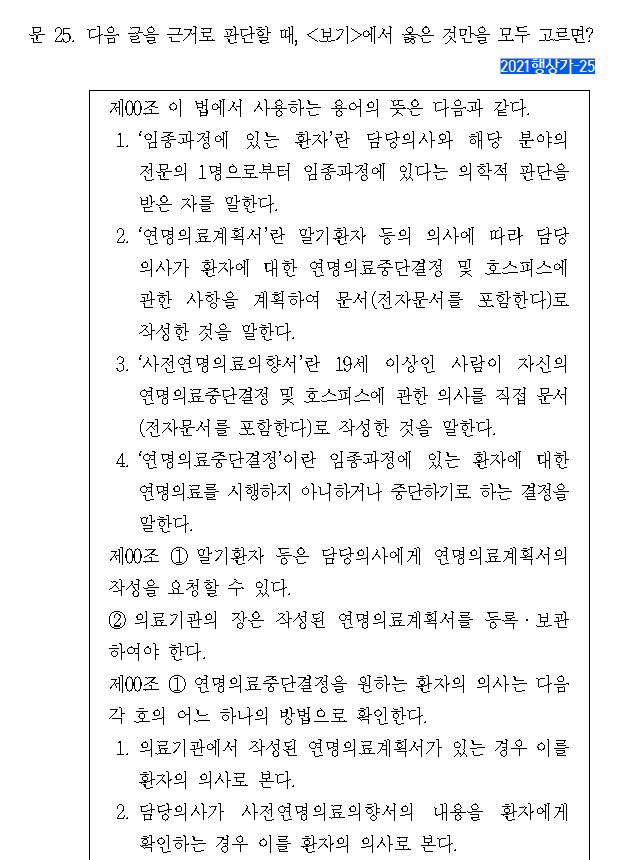 문 25. 다음 글을 근거로 판단할 때, <보기>에서 옳은 것만을 모두 고르면?
2021행상가-25
제00조 이 법에서 사용하는 용어의 뜻은 다음과 같다.
1. ‘임종과정에 있는 환자’란 담당의사와 해당 분야의
전문의 1명으로부터 임종과정에 있다는 의학적 판단을
받은 자를 말한다.
2. ‘연명의료계획서’란 말기환자 등의 의사에 따라 담당
의사가 환자에 대한 연명의료중단결정 및 호스피스에
관한 사항을 계획하여 문서(전자문서를 포함한다)로
작성한 것을 말한다.
3. ‘사전연명의료의향서’란 19세 이상인 사람이 자신의
연명의료중단결정 및 호스피스에 관한 의사를 직접 문서
(전자문서를 포함한다)로 작성한 것을 말한다.
4. ‘연명의료중단결정’이란 임종과정에 있는 환자에 대한
연명의료를 시행하지 아니하거나 중단하기로 하는 결정을
말한다.
제00조 ① 말기환자 등은 담당의사에게 연명의료계획서의
작성을 요청할 수 있다.
② 의료기관의 장은 작성된 연명의료계획서를 등록·보관
하여야 한다.
제00조 ① 연명의료중단결정을 원하는 환자의 의사는 다음
각 호의 어느 하나의 방법으로 확인한다.
1. 의료기관에서 작성된 연명의료계획서가 있는 경우 이를
환자의 의사로 본다.
2. 담당의사가 사전연명의료의향서의 내용을 환자에게
확인하는 경우 이를 환자의 의사로 본다.